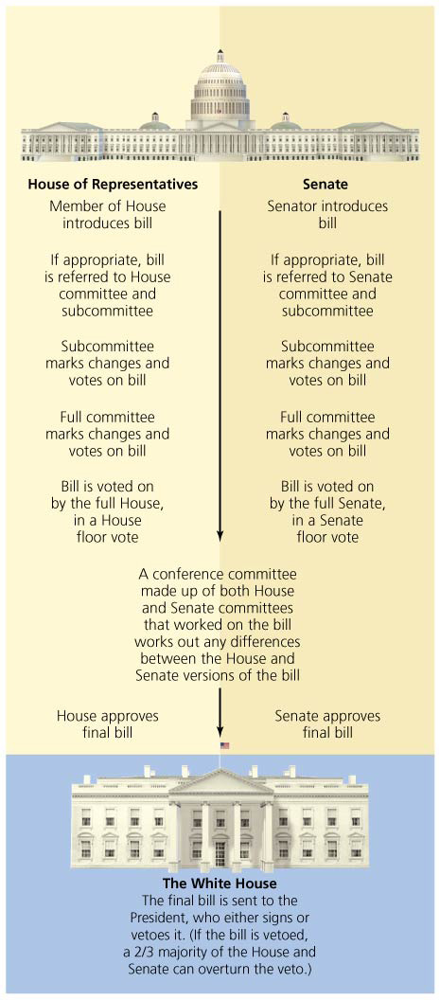 House of Representatives
Member of House
introduces bill
If appropriate, bill
is referred to House
committee and
subcommittee
Subcommittee
marks changes and
votes on bill
Full committee
marks changes and
votes on bill
Bill is voted on
by the full House,
in a House
floor vote
Senate
Senator introduces
bill
If appropriate, bill
is referred to Senate
committee and
subcommittee
Subcommittee
marks changes and
votes on bill
Full committee
marks changes and
votes on bill
Bill is voted on
by the full Senate,
in a Senate
floor vote
A conference committee
made up of both House
and Senate committees
that worked on the bill
works out any differences
between the House and
Senate versions of the bill
House approves
final bill
Senate approves
final bill
The White House
The final bill is sent to the
President, who either signs or
vetoes it. (If the bill is vetoed,
a 2/3 majority of the House and
Senate can overturn the veto.)